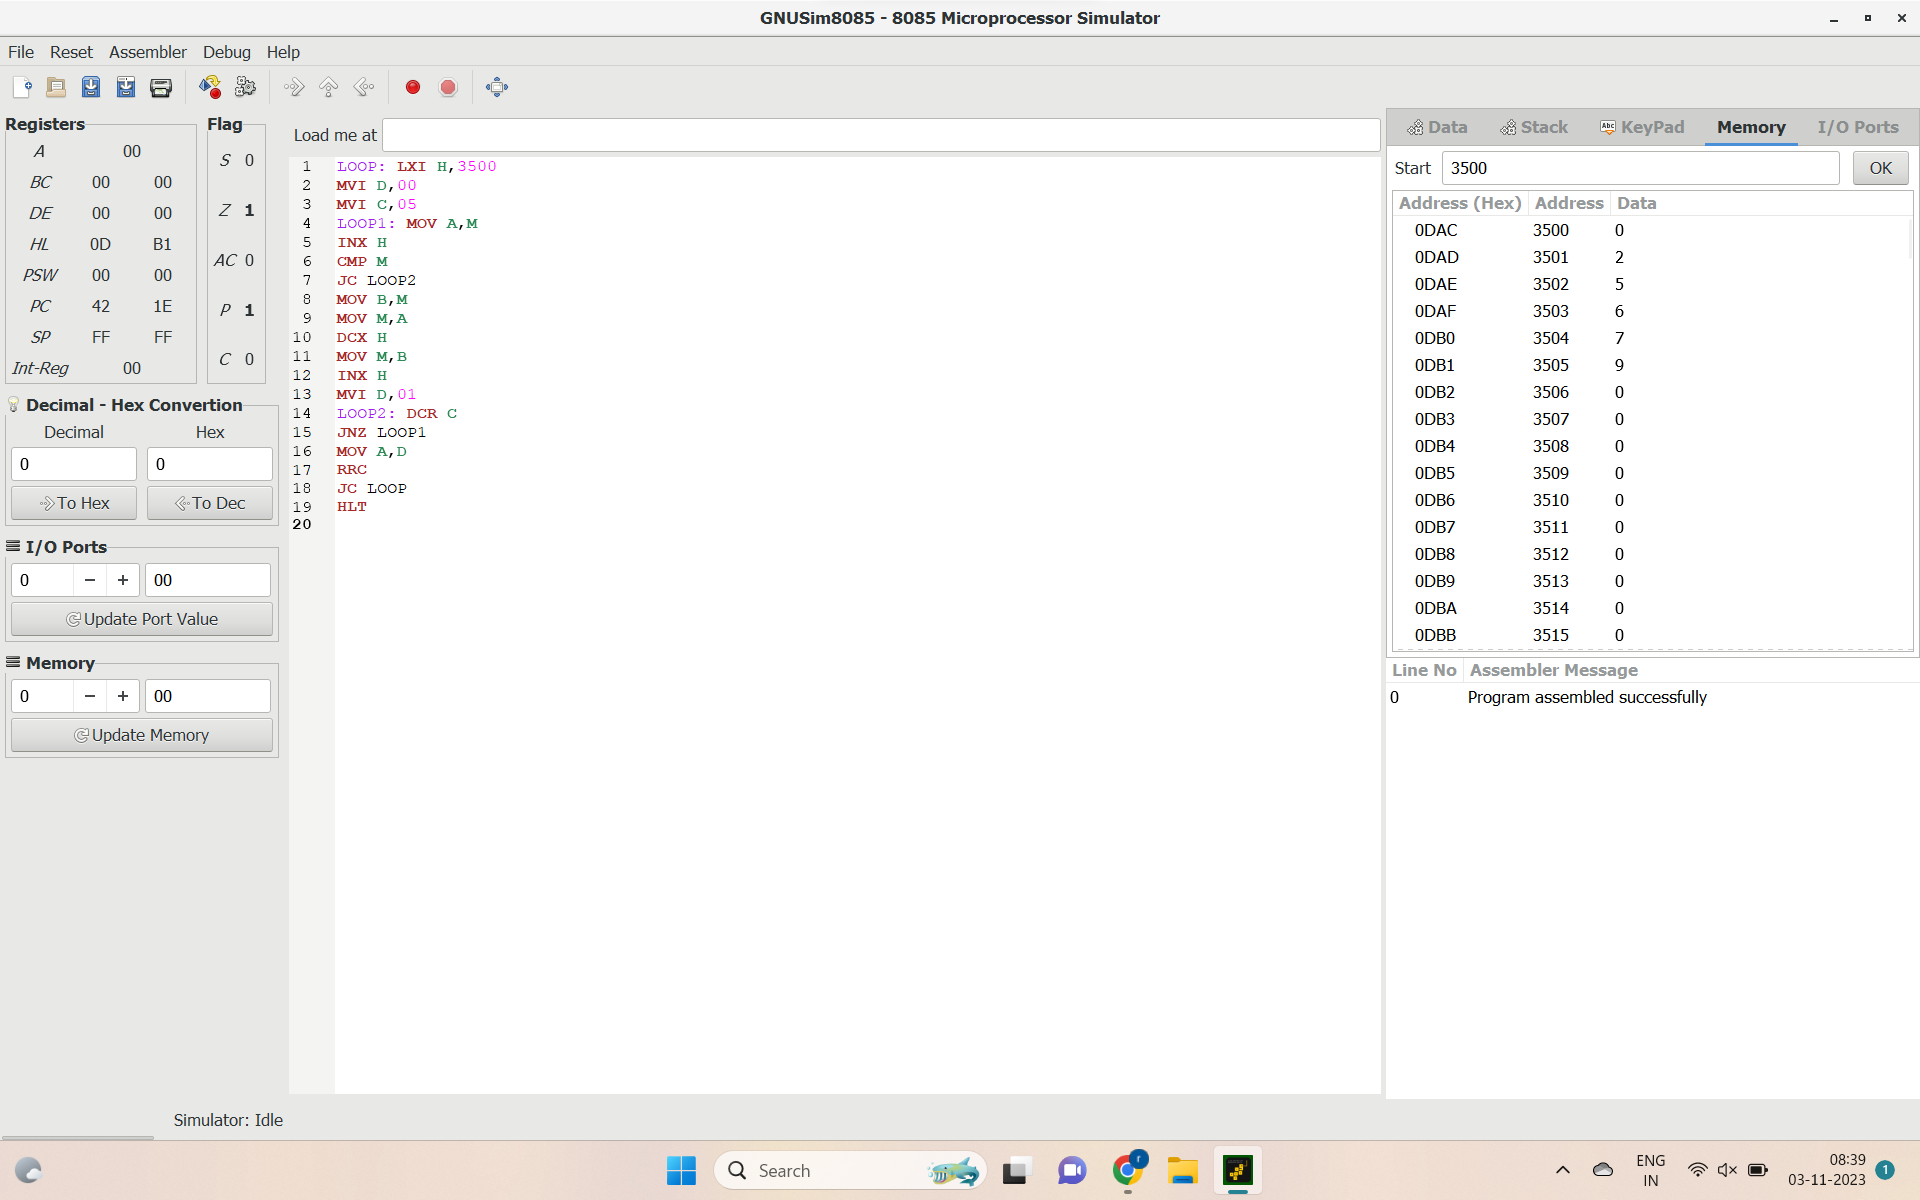 GNUSim8085 - 8085 Microprocessor Simulator
File Reset Assembler Debug Help
Registers
A 00
BC 00 00
DE 00 00
HL 0D B1
PSW 00 00
PC 42 1E
SP FF FF
Int-Reg 00
Flag
S 0
Z 1
AC 0
P 1
C 0
Decimal - Hex Convertion
Decimal Hex
0 0
To Hex To Dec
I/O Ports
0 − + 00
Update Port Value
Memory
0 − + 00
Update Memory
Load me at
1 LOOP: LXI H,3500
2 MVI D,00
3 MVI C,05
4 LOOP1: MOV A,M
5 INX H
6 CMP M
7 JC LOOP2
8 MOV B,M
9 MOV M,A
10 DCX H
11 MOV M,B
12 INX H
13 MVI D,01
14 LOOP2: DCR C
15 JNZ LOOP1
16 MOV A,D
17 RRC
18 JC LOOP
19 HLT
20
Data Stack Abc KeyPad Memory I/O Ports
Start 3500 OK
Address (Hex) Address Data
0DAC 3500 0
0DAD 3501 2
0DAE 3502 5
0DAF 3503 6
0DB0 3504 7
0DB1 3505 9
0DB2 3506 0
0DB3 3507 0
0DB4 3508 0
0DB5 3509 0
0DB6 3510 0
0DB7 3511 0
0DB8 3512 0
0DB9 3513 0
0DBA 3514 0
0DBB 3515 0
Line No Assembler Message
0 Program assembled successfully
Simulator: Idle
Search
r
ENG
IN
08:39
03-11-2023
1